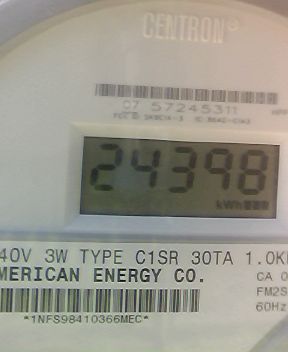 CENTRON®
07 57245311
24398
kWh
40V 3W TYPE C1SR 30TA 1.0K
MERICAN ENERGY CO.
CA 0
FM2S
60Hz
*1NFS98410366MEC*